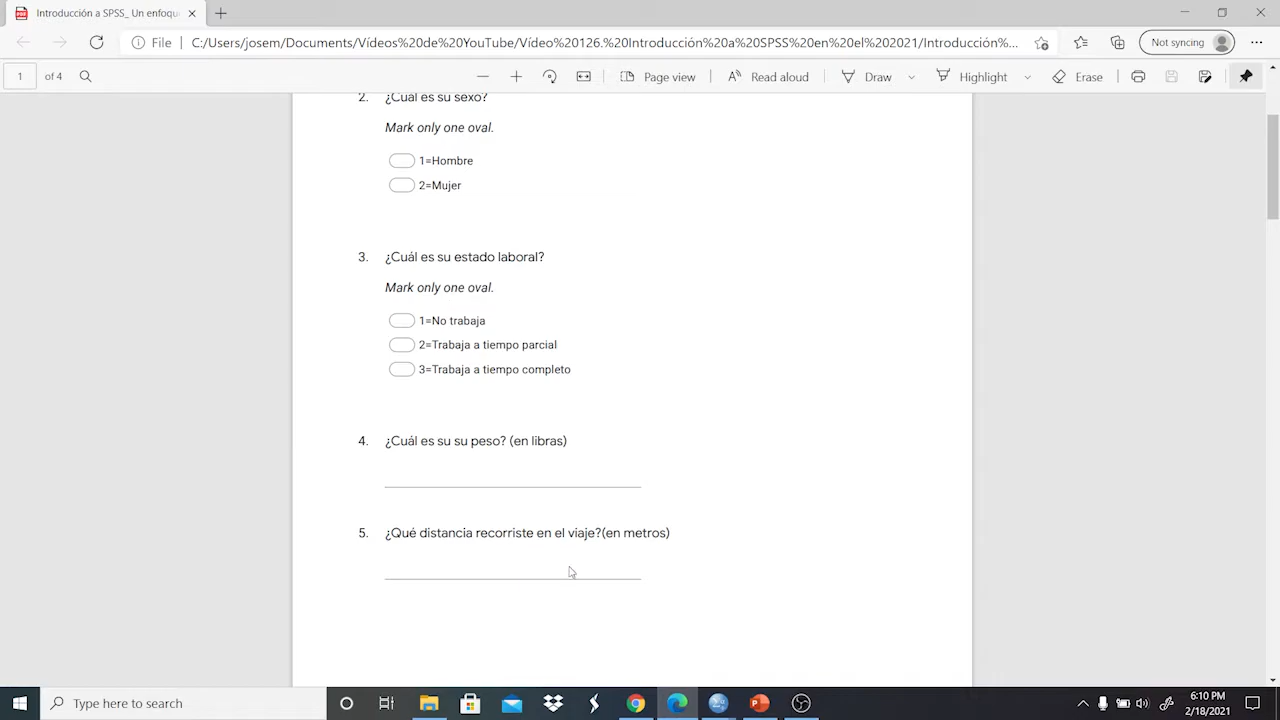 Introducción a SPSS_ Un enfoqu
File
C:/Users/josem/Documents/Vídeos%20de%20YouTube/Vídeo%20126.%20Introducción%20a%20SPSS%20en%20el%202021/Introducción%...
Not syncing
1 of 4
Page view
Read aloud
Draw
Highlight
Erase
2. ¿Cuál es su sexo?
Mark only one oval.
1=Hombre
2=Mujer
3. ¿Cuál es su estado laboral?
Mark only one oval.
1=No trabaja
2=Trabaja a tiempo parcial
3=Trabaja a tiempo completo
4. ¿Cuál es su su peso? (en libras)
5. ¿Qué distancia recorriste en el viaje?(en metros)
Type here to search
6:10 PM
2/18/2021